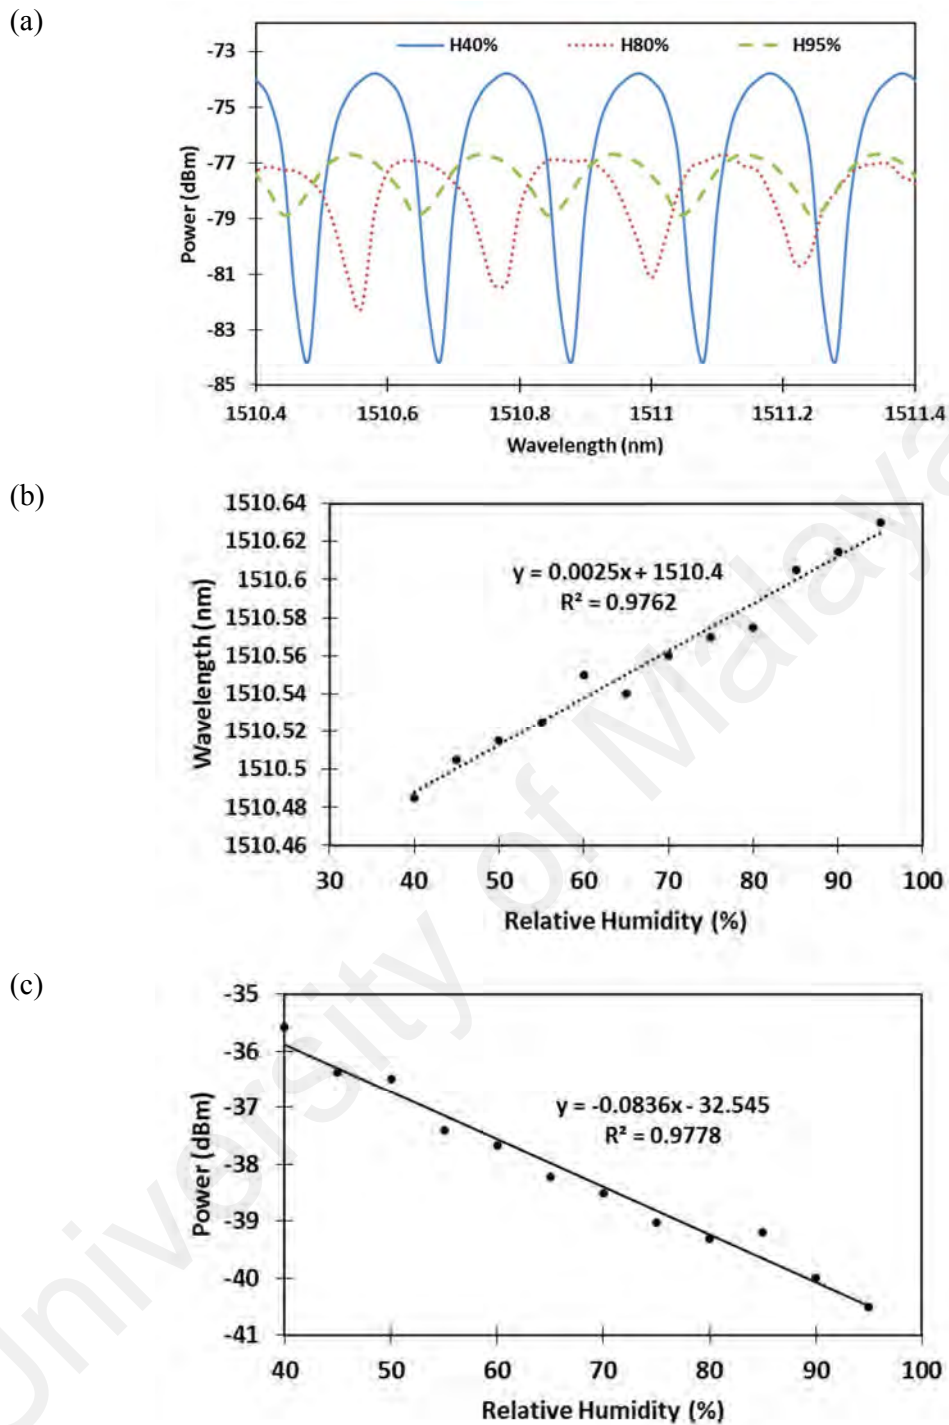 (a)
H40% H80% H95%
-73
-75
-77
-79
-81
-83
-85
Power (dBm)
1510.4 1510.6 1510.8 1511 1511.2 1511.4
Wavelength (nm)
(b)
1510.64
1510.62
1510.6
1510.58
1510.56
1510.54
1510.52
1510.5
1510.48
1510.46
Wavelength (nm)
y = 0.0025x + 1510.4
R² = 0.9762
30 40 50 60 70 80 90 100
Relative Humidity (%)
(c)
-35
-36
-37
-38
-39
-40
-41
Power (dBm)
y = -0.0836x - 32.545
R² = 0.9778
40 50 60 70 80 90 100
Relative Humidity (%)
University of Malaya